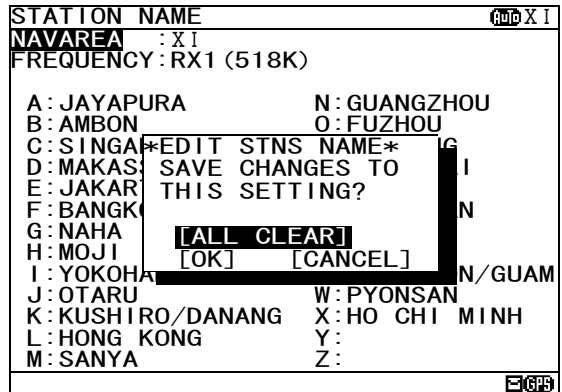 STATION NAME Auto XI
NAVAREA :XI
FREQUENCY:RX1(518K)
A:JAYAPURA N:GUANGZHOU
B:AMBON O:FUZHOU
C:SINGA
D:MAKASS
E:JAKAR
F:BANGK
G:NAHA
H:MOJI
I:YOKOHA N/GUAM
J:OTARU W:PYONSAN
K:KUSHIRO/DANANG X:HO CHI MINH
L:HONG KONG Y:
M:SANYA Z:
*EDIT STNS NAME*
SAVE CHANGES TO
THIS SETTING?
[ALL CLEAR]
[OK] [CANCEL]
GPS